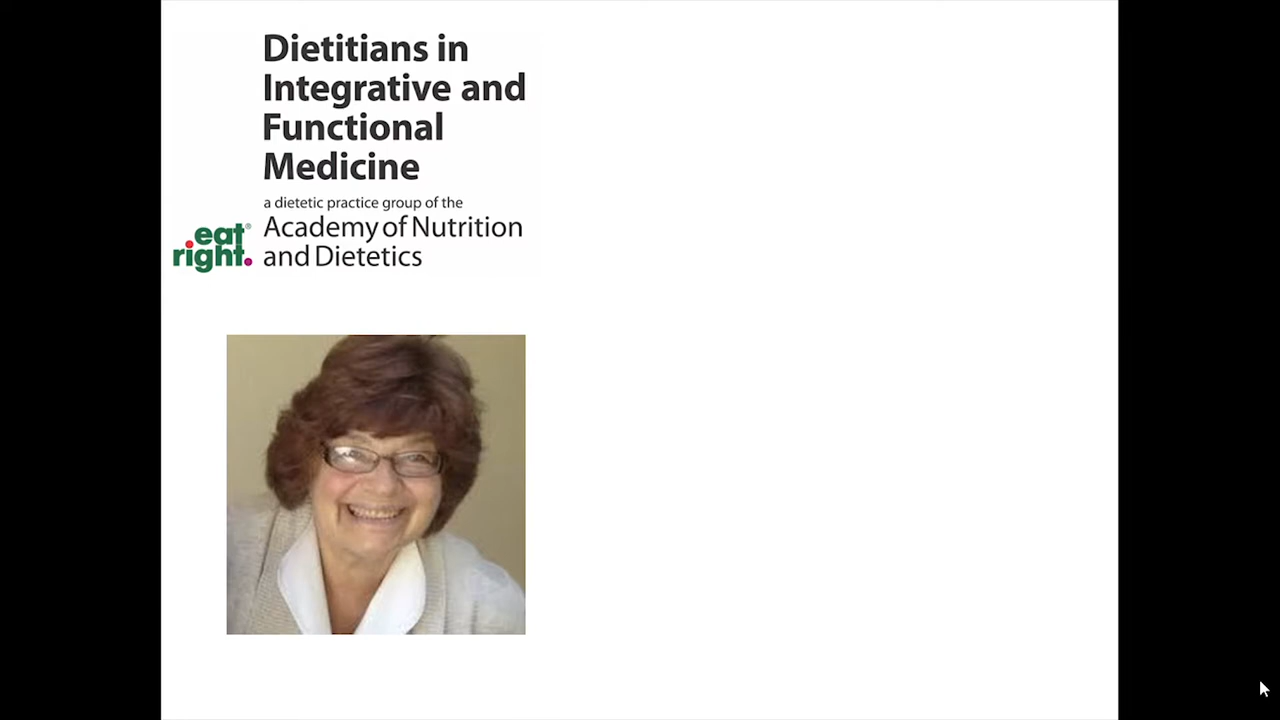 Dietitians in
Integrative and
Functional
Medicine
a dietetic practice group of the
Academy of Nutrition
and Dietetics
eat®
right.